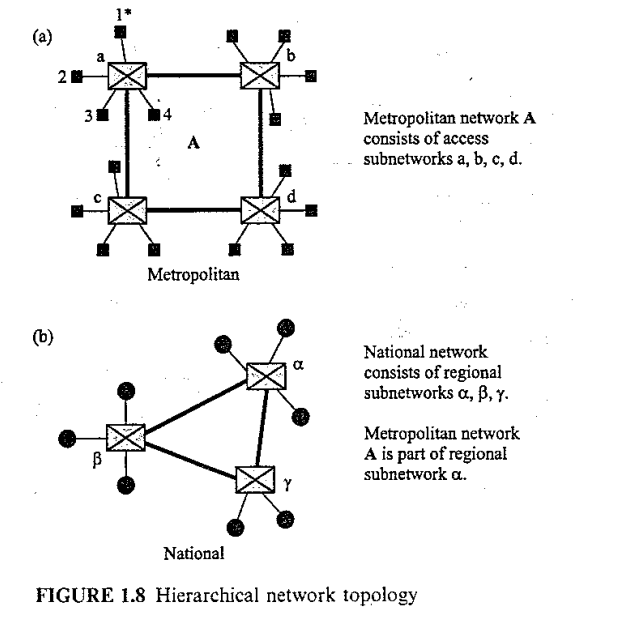 (a)
1*
a
b
2
3
4
A
c
d
Metropolitan
Metropolitan network A
consists of access
subnetworks a, b, c, d.
(b)
α
β
γ
National
National network
consists of regional
subnetworks α, β, γ.
Metropolitan network
A is part of regional
subnetwork α.
FIGURE 1.8 Hierarchical network topology